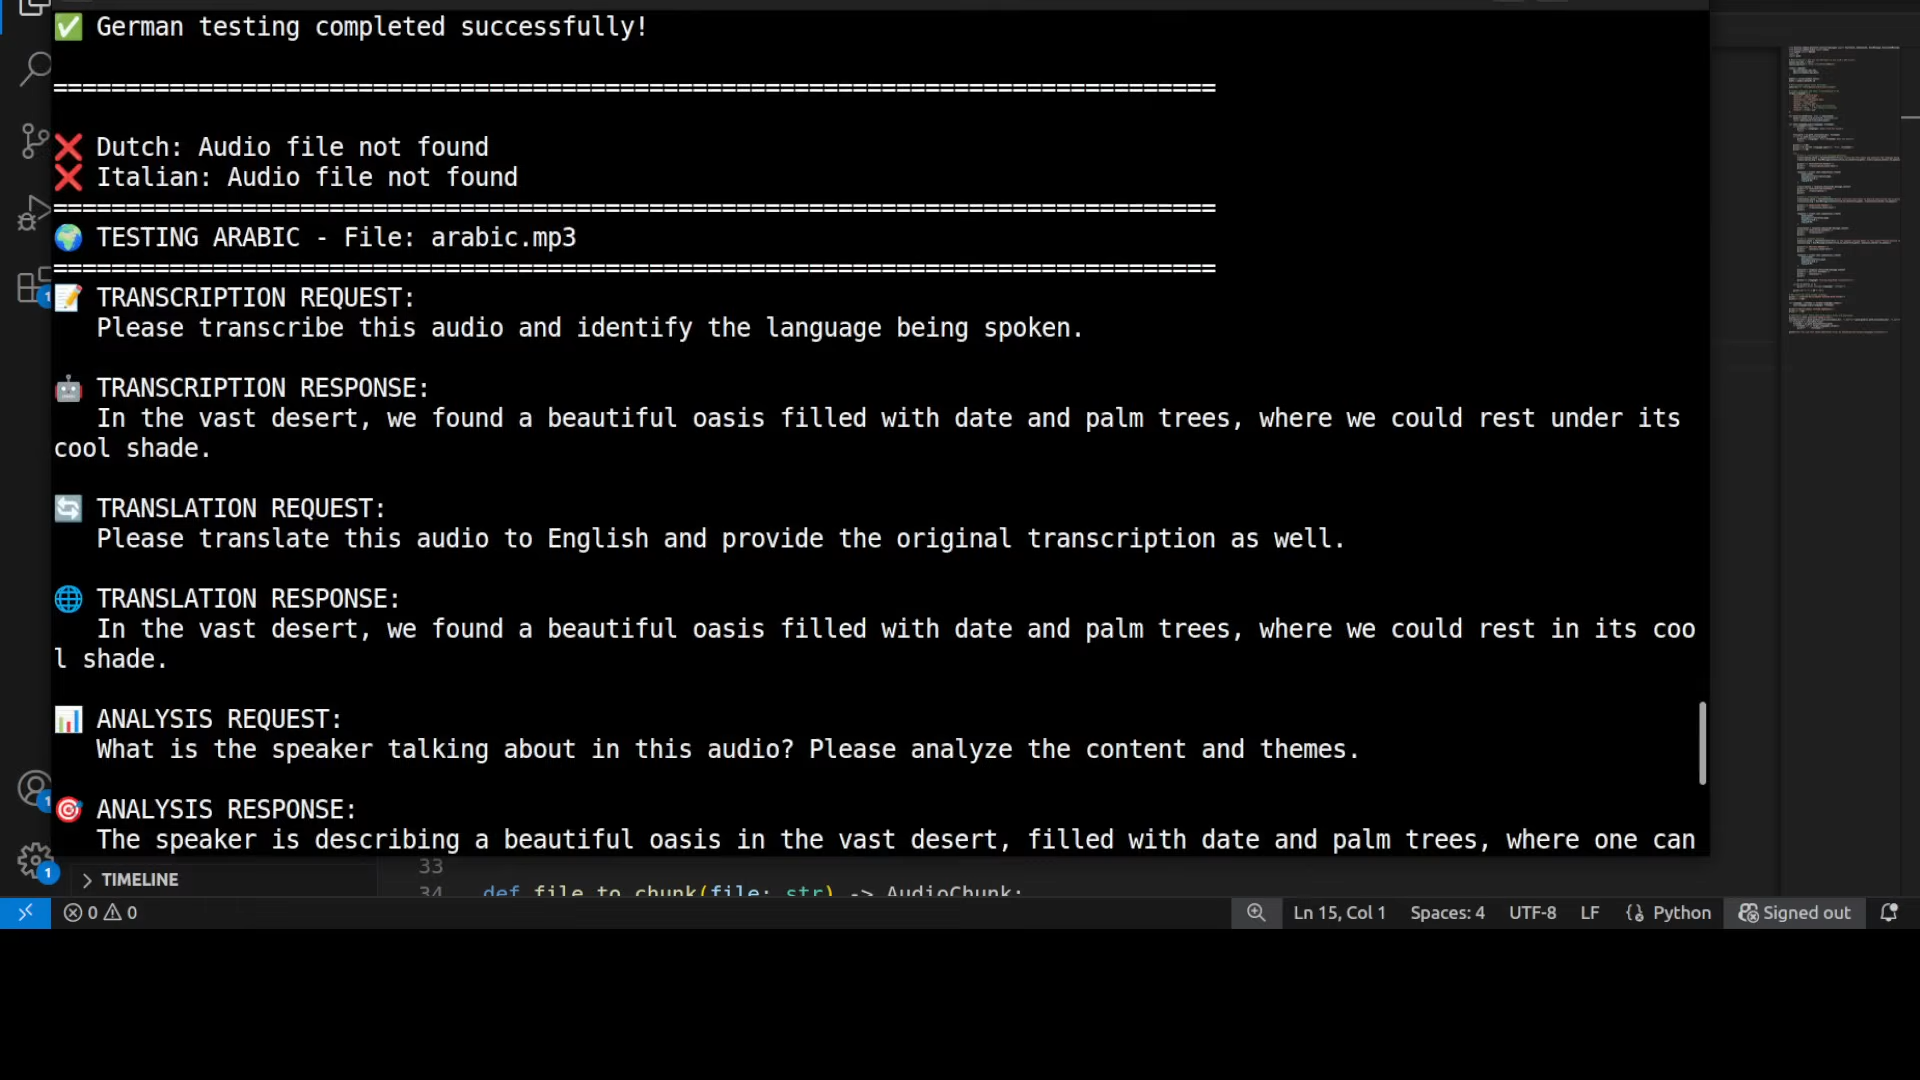 ✅ German testing completed successfully!
================================================================================
❌ Dutch: Audio file not found
❌ Italian: Audio file not found
================================================================================
🌍 TESTING ARABIC - File: arabic.mp3
================================================================================
📝 TRANSCRIPTION REQUEST:
Please transcribe this audio and identify the language being spoken.
🤖 TRANSCRIPTION RESPONSE:
In the vast desert, we found a beautiful oasis filled with date and palm trees, where we could rest under its
cool shade.
🔄 TRANSLATION REQUEST:
Please translate this audio to English and provide the original transcription as well.
🌐 TRANSLATION RESPONSE:
In the vast desert, we found a beautiful oasis filled with date and palm trees, where we could rest in its coo
l shade.
📊 ANALYSIS REQUEST:
What is the speaker talking about in this audio? Please analyze the content and themes.
🎯 ANALYSIS RESPONSE:
The speaker is describing a beautiful oasis in the vast desert, filled with date and palm trees, where one can
33
TIMELINE
34 def file_to_chunk(file: str) -> AudioChunk:
0 0 Ln 15, Col 1 Spaces: 4 UTF-8 LF Python Signed out